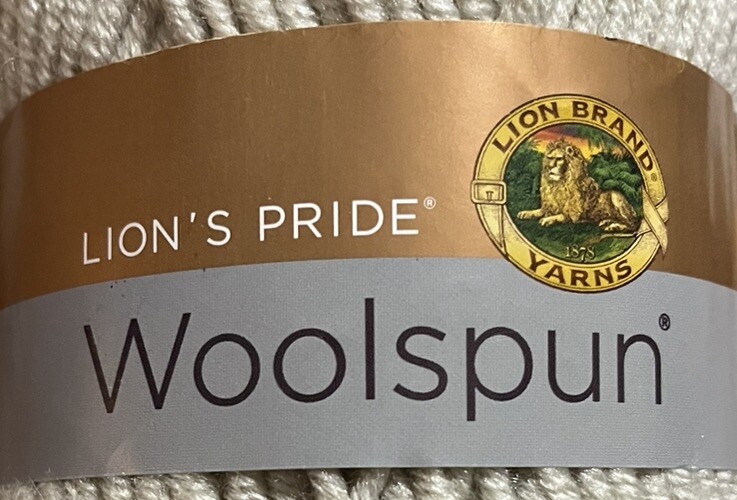 LION BRAND®
1878
YARNS
LION'S PRIDE®
Woolspun®